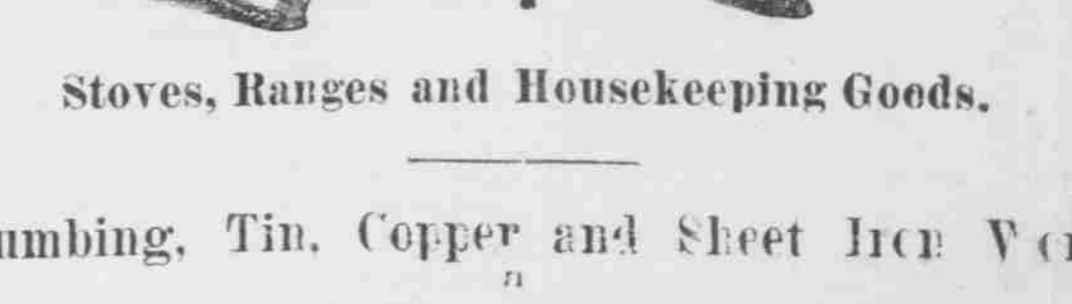 Stoves, Ranges and Housekeeping Goods.
umbing, Tin, Copper and Sheet Iron